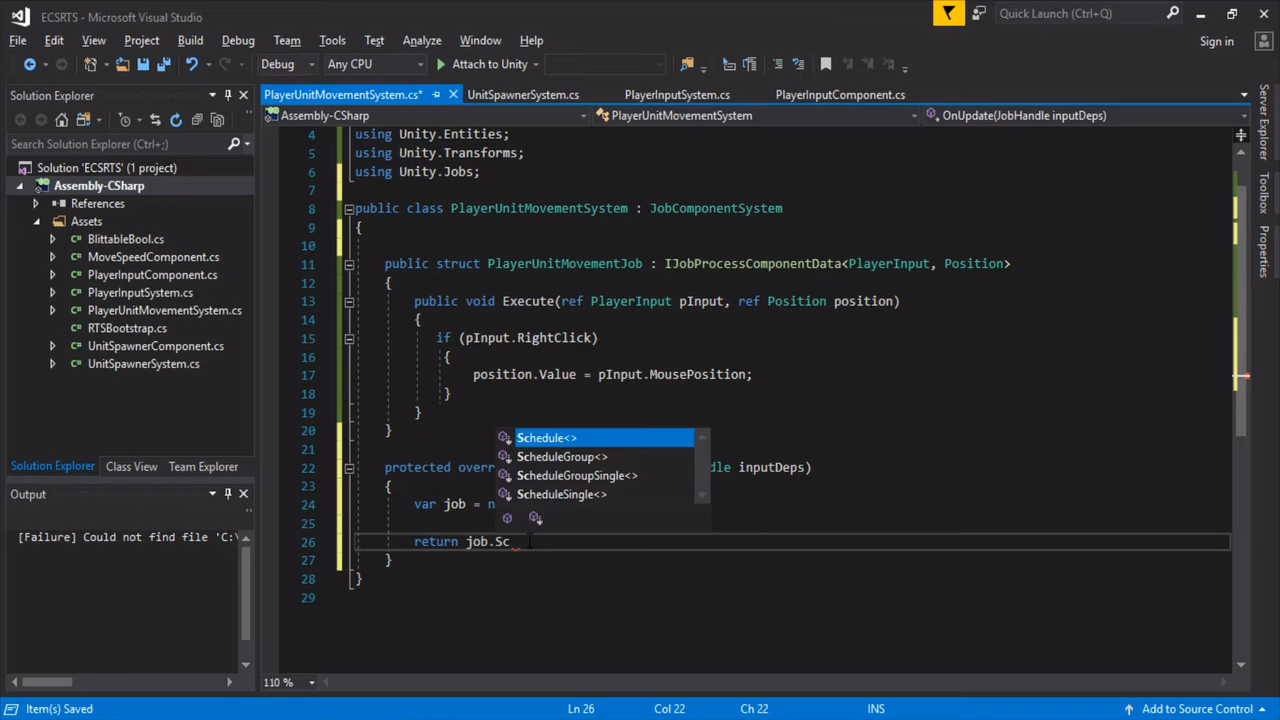 ECSRTS - Microsoft Visual Studio
Quick Launch (Ctrl+Q)
File Edit View Project Build Debug Team Tools Test Analyze Window Help
Sign in
Debug Any CPU Attach to Unity
Solution Explorer
Search Solution Explorer (Ctrl+;)
Solution 'ECSRTS' (1 project)
Assembly-CSharp
References
Assets
C# BlittableBool.cs
C# MoveSpeedComponent.cs
C# PlayerInputComponent.cs
C# PlayerInputSystem.cs
C# PlayerUnitMovementSystem.cs
C# RTSBootstrap.cs
C# UnitSpawnerComponent.cs
C# UnitSpawnerSystem.cs
Solution Explorer Class View Team Explorer
Output
[Failure] Could not find file 'C:\
PlayerUnitMovementSystem.cs* UnitSpawnerSystem.cs PlayerInputSystem.cs PlayerInputComponent.cs
Assembly-CSharp PlayerUnitMovementSystem OnUpdate(JobHandle inputDeps)
4 using Unity.Entities;
5 using Unity.Transforms;
6 using Unity.Jobs;
7
8 public class PlayerUnitMovementSystem : JobComponentSystem
9 {
10
11 public struct PlayerUnitMovementJob : IJobProcessComponentData<PlayerInput, Position>
12 {
13 public void Execute(ref PlayerInput pInput, ref Position position)
14 {
15 if (pInput.RightClick)
16 {
17 position.Value = pInput.MousePosition;
18 }
19 }
20 }
21
22 protected overr dle inputDeps)
23 {
24 var job = n
25
26 return job.Sc
27 }
28 }
29
Schedule<>
ScheduleGroup<>
ScheduleGroupSingle<>
ScheduleSingle<>
Server Explorer
Toolbox
Properties
110 %
Item(s) Saved Ln 26 Col 22 Ch 22 INS Add to Source Control